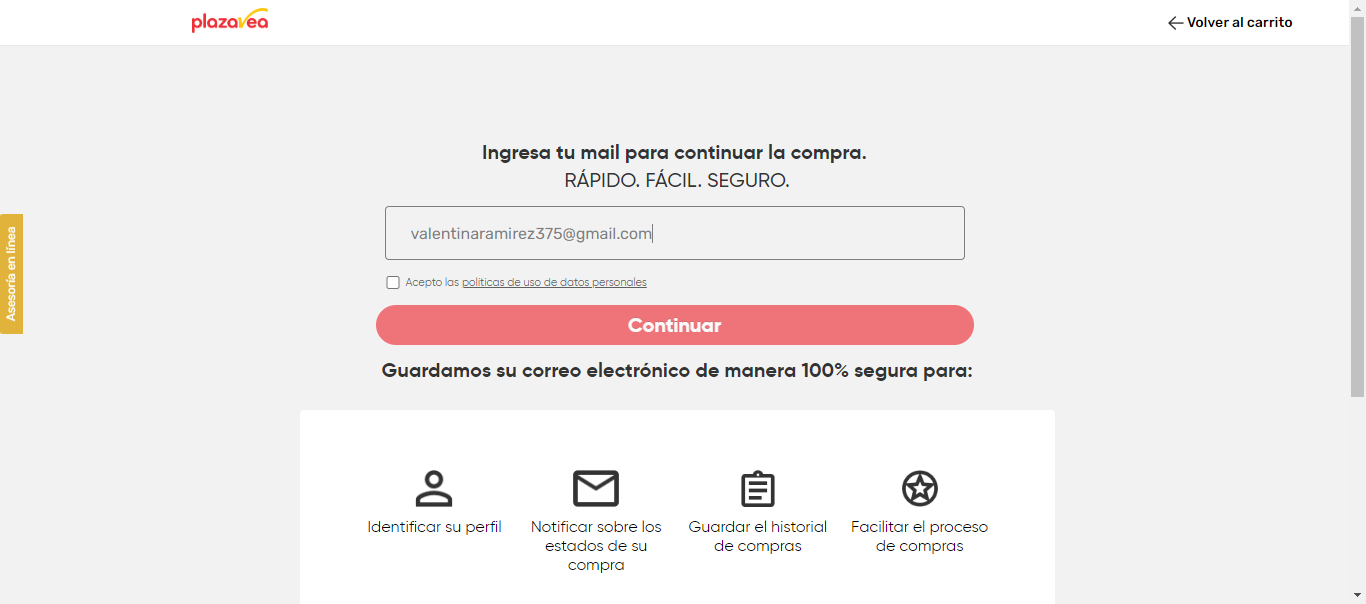 plazavea
Volver al carrito
Ingresa tu mail para continuar la compra.
RÁPIDO. FÁCIL. SEGURO.
valentinaramirez375@gmail.com
Acepto las políticas de uso de datos personales
Continuar
Guardamos su correo electrónico de manera 100% segura para:
Asesoría en línea
Identificar su perfil
Notificar sobre los
estados de su
compra
Guardar el historial
de compras
Facilitar el proceso
de compras